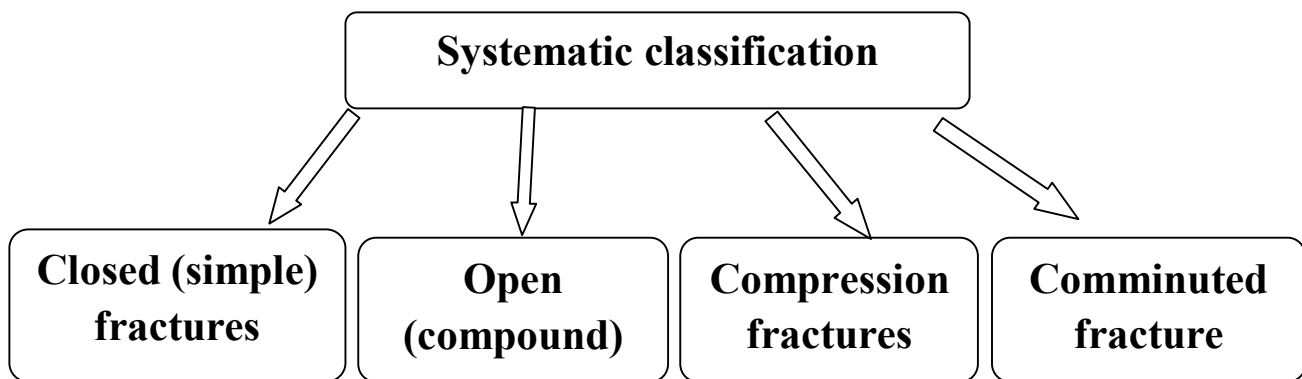 Systematic classification
Closed (simple)
fractures
Open
(compound)
Compression
fractures
Comminuted
fracture